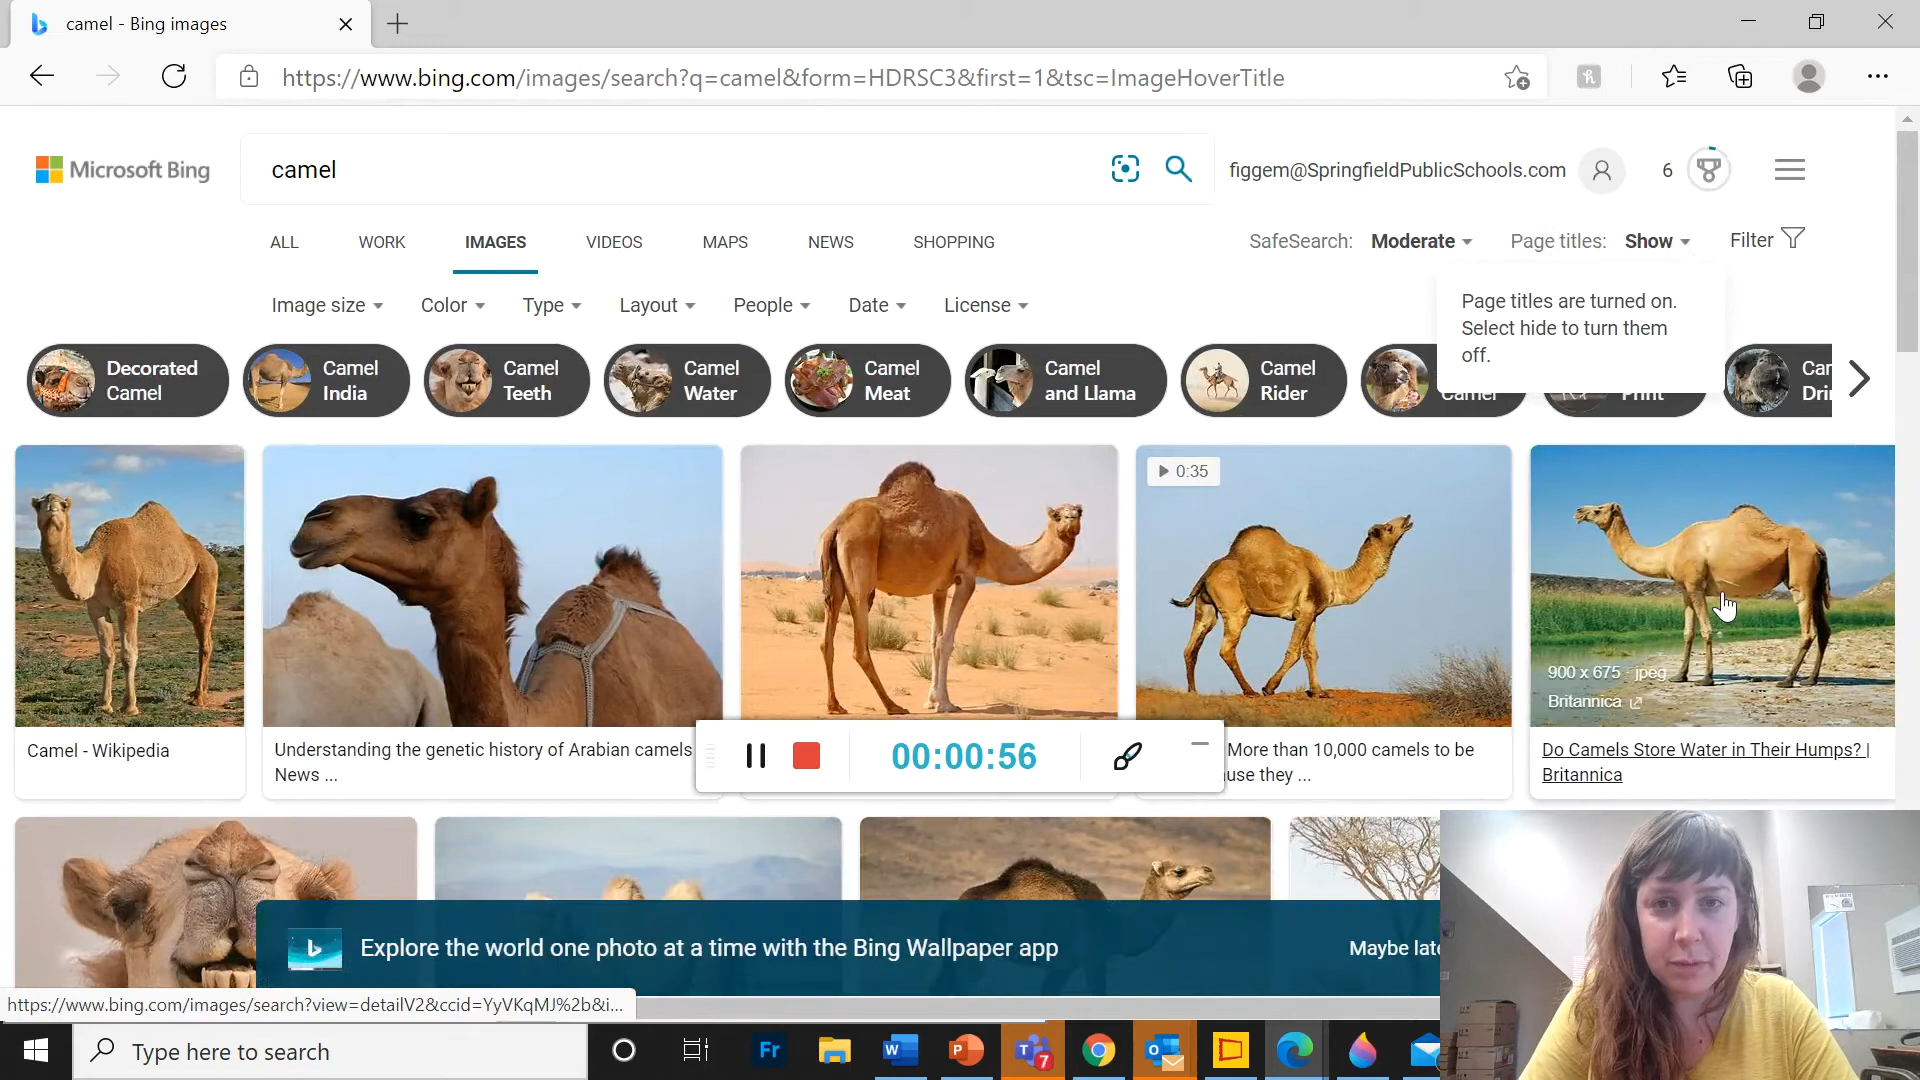 camel - Bing images
https://www.bing.com/images/search?q=camel&form=HDRSC3&first=1&tsc=ImageHoverTitle
Microsoft Bing
camel
figgem@SpringfieldPublicSchools.com
6
ALL WORK IMAGES VIDEOS MAPS NEWS SHOPPING
SafeSearch: Moderate Page titles: Show Filter
Page titles are turned on.
Select hide to turn them
off.
Image size Color Type Layout People Date License
Decorated
Camel
Camel
India
Camel
Teeth
Camel
Water
Camel
Meat
Camel
and Llama
Camel
Rider
Camel
Print
0:35
900 x 675 · jpeg
Britannica
Camel - Wikipedia
Understanding the genetic history of Arabian camels
News ...
More than 10,000 camels to be
they ...
Do Camels Store Water in Their Humps? |
Britannica
00:00:56
Explore the world one photo at a time with the Bing Wallpaper app
Maybe
https://www.bing.com/images/search?view=detailV2&ccid=YyVKqMJ%2b&i...
Type here to search
Fr
7